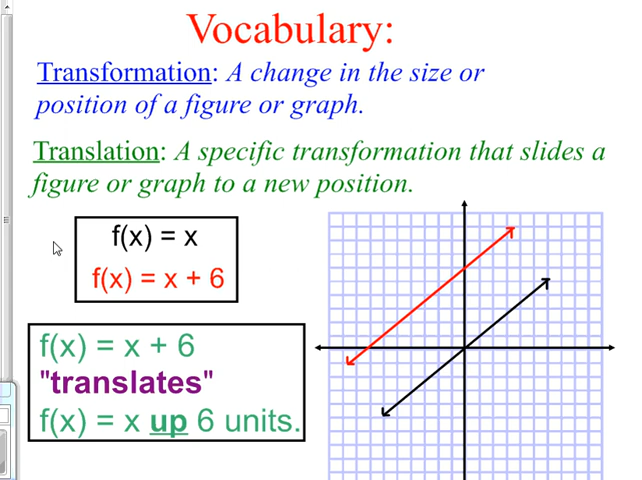 Vocabulary:
Transformation: A change in the size or
position of a figure or graph.
Translation: A specific transformation that slides a
figure or graph to a new position.
f(x) = x
f(x) = x + 6
f(x) = x + 6
"translates"
f(x) = x up 6 units.